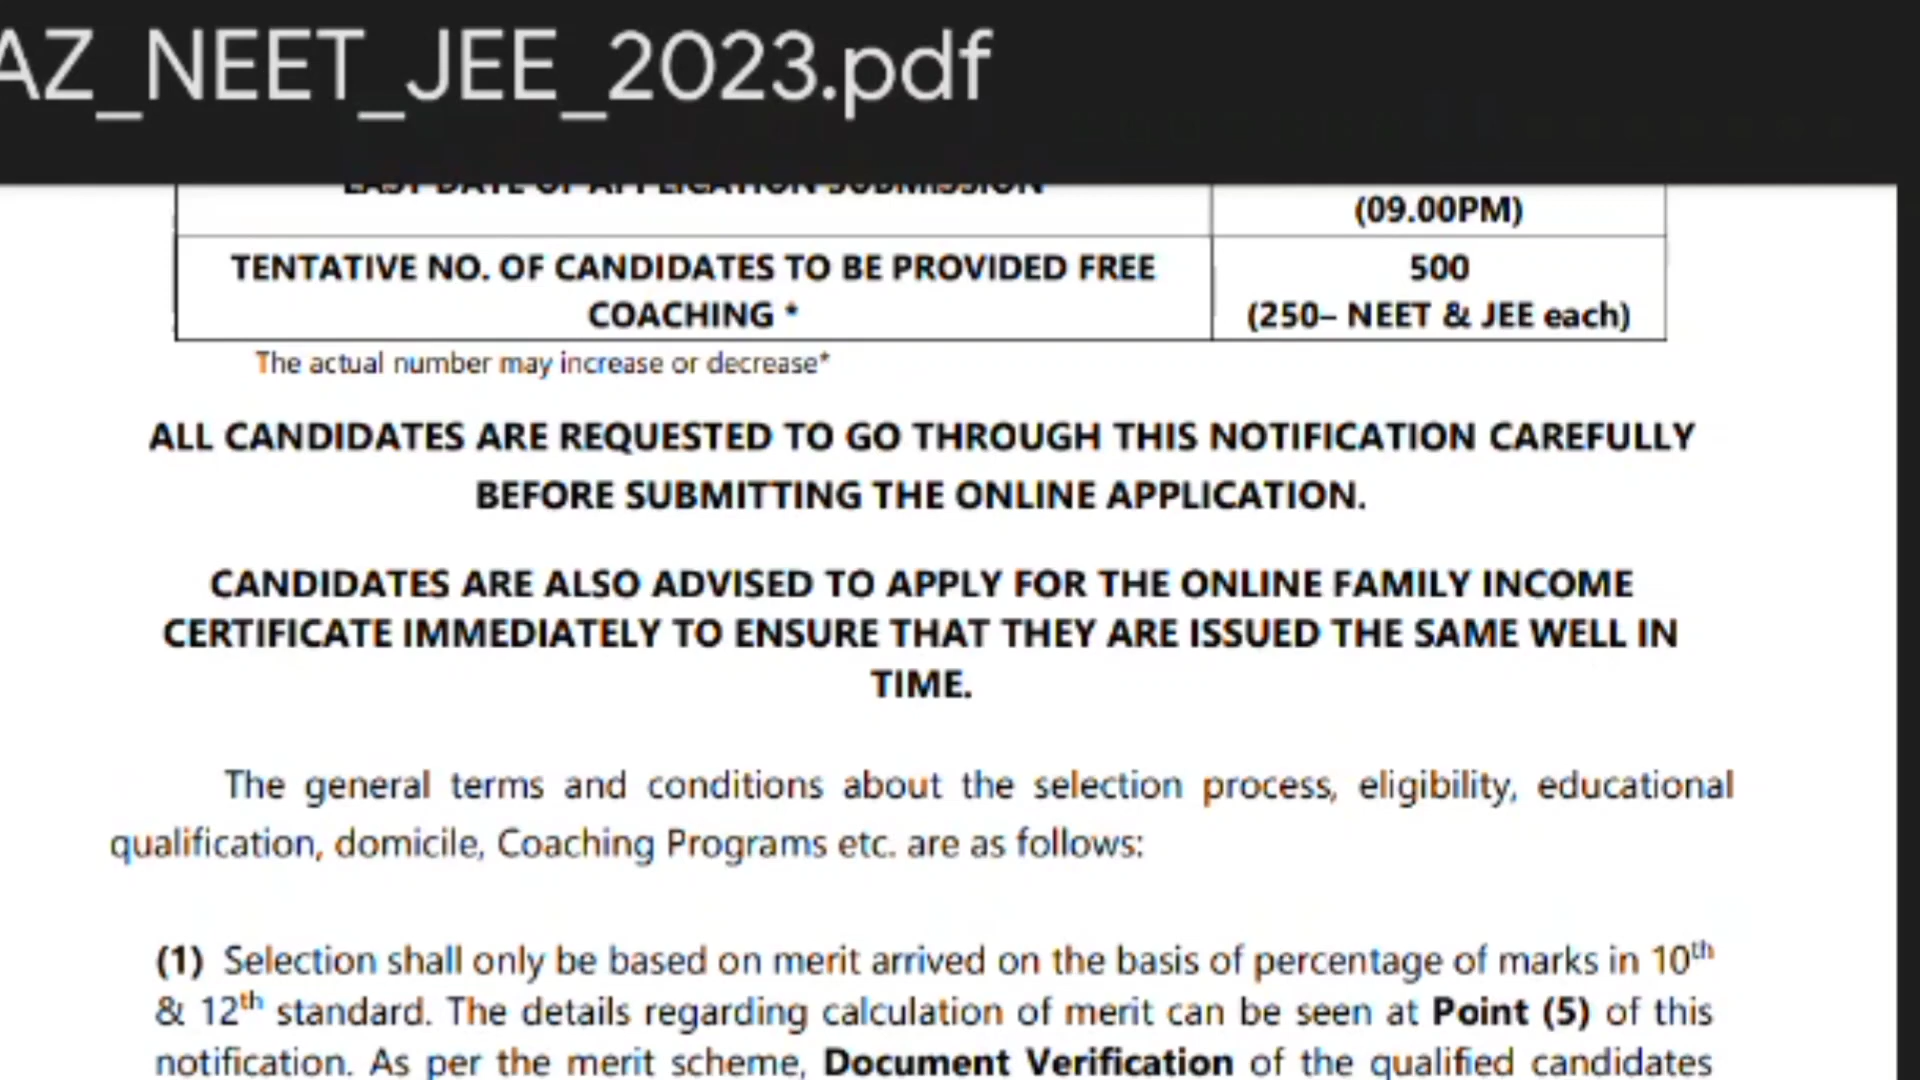 AZ_NEET_JEE_2023.pdf
LAST DATE OF APPLICATION SUBMISSION
(09.00PM)
TENTATIVE NO. OF CANDIDATES TO BE PROVIDED FREE
COACHING *
500
(250– NEET & JEE each)
The actual number may increase or decrease*
ALL CANDIDATES ARE REQUESTED TO GO THROUGH THIS NOTIFICATION CAREFULLY
BEFORE SUBMITTING THE ONLINE APPLICATION.
CANDIDATES ARE ALSO ADVISED TO APPLY FOR THE ONLINE FAMILY INCOME
CERTIFICATE IMMEDIATELY TO ENSURE THAT THEY ARE ISSUED THE SAME WELL IN
TIME.
The general terms and conditions about the selection process, eligibility, educational
qualification, domicile, Coaching Programs etc. are as follows:
(1) Selection shall only be based on merit arrived on the basis of percentage of marks in 10th
& 12th standard. The details regarding calculation of merit can be seen at Point (5) of this
notification. As per the merit scheme, Document Verification of the qualified candidates